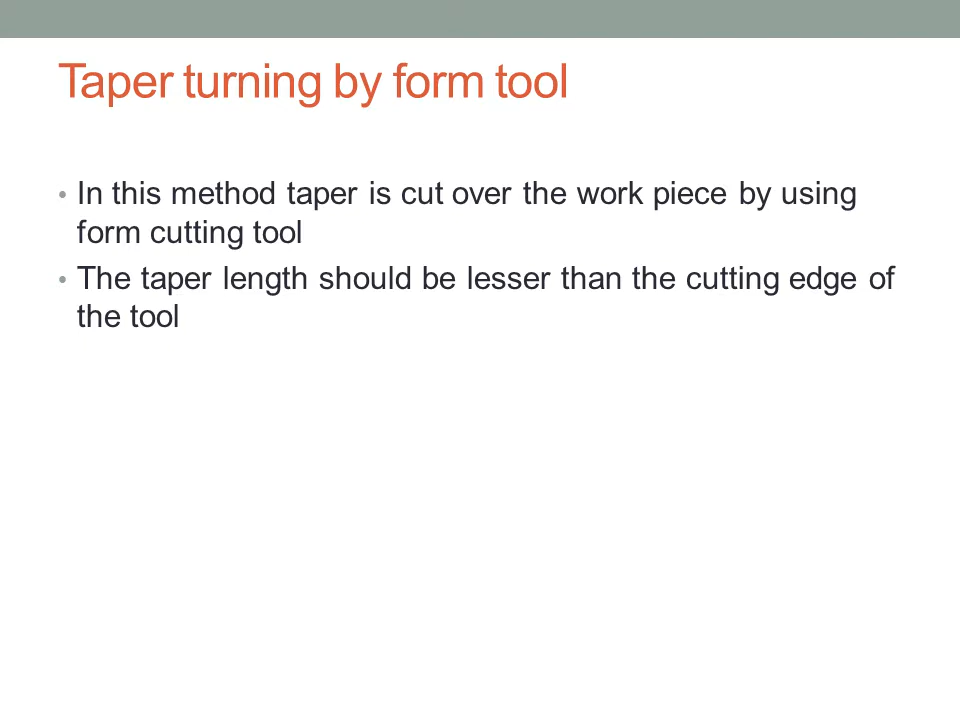 Taper turning by form tool
• In this method taper is cut over the work piece by using
form cutting tool
• The taper length should be lesser than the cutting edge of
the tool